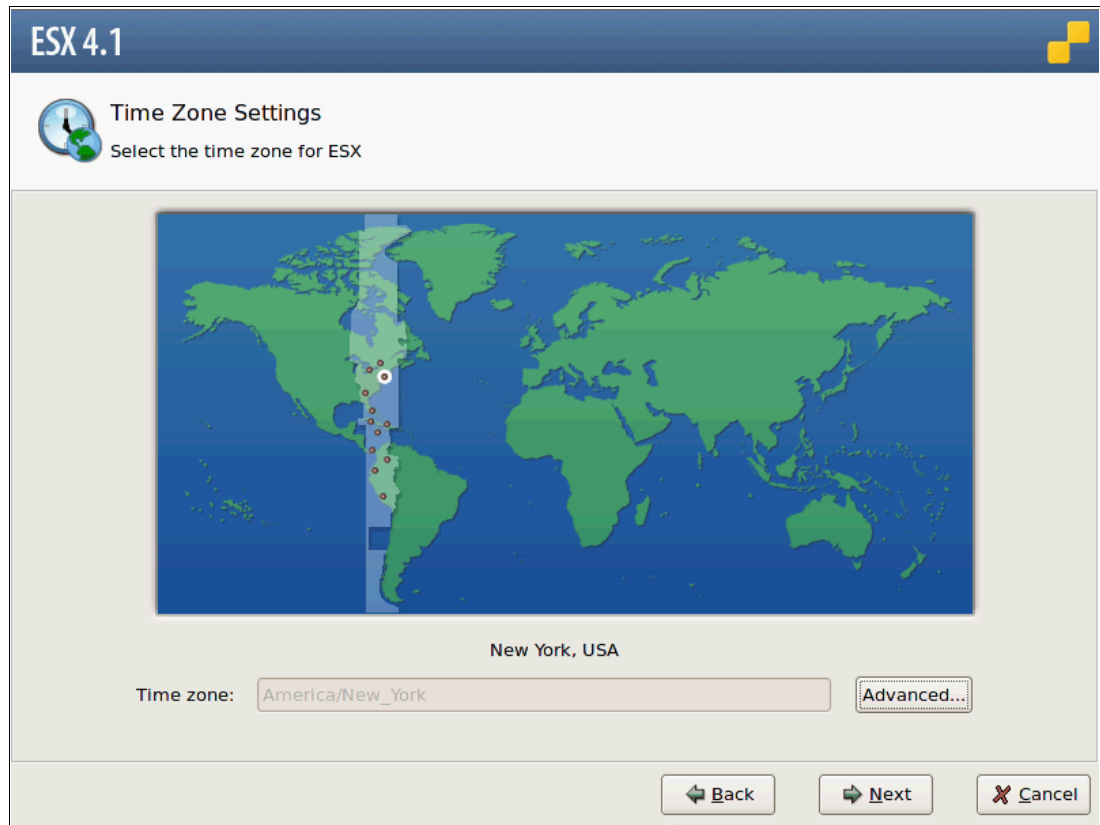 ESX 4.1
Time Zone Settings
Select the time zone for ESX
New York, USA
Time zone: America/New_York Advanced...
Back Next Cancel